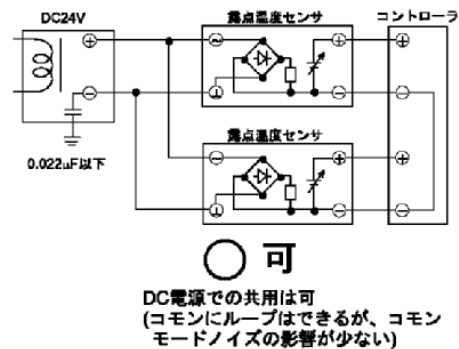 DC24V
露点温度センサ
コントローラ
0.022uF以下
露点温度センサ
可
DC電源での共用は可
(コモンにループはできるが、コモン
モードノイズの影響が少ない)